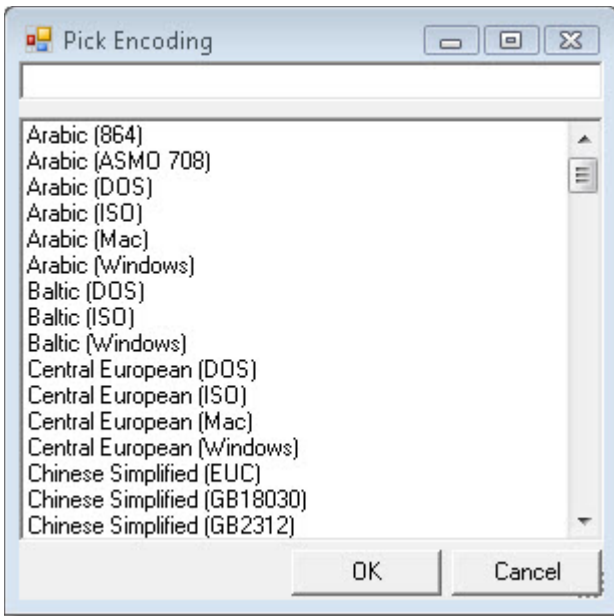 Pick Encoding
Arabic (864)
Arabic (ASMO 708)
Arabic (DOS)
Arabic (ISO)
Arabic (Mac)
Arabic (Windows)
Baltic (DOS)
Baltic (ISO)
Baltic (Windows)
Central European (DOS)
Central European (ISO)
Central European (Mac)
Central European (Windows)
Chinese Simplified (EUC)
Chinese Simplified (GB18030)
Chinese Simplified (GB2312)
OK Cancel